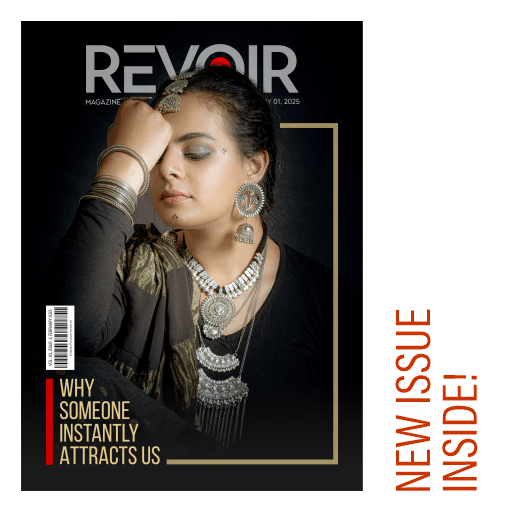 REVOIR
MAGAZINE
01, 2025
WHY
SOMEONE
INSTANTLY
ATTRACTS US
NEW ISSUE
INSIDE!